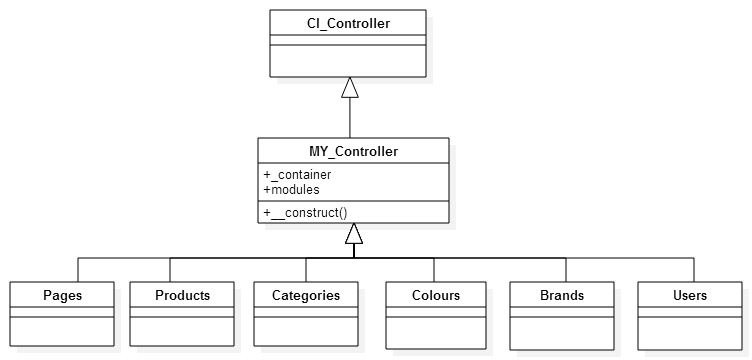 CI_Controller
MY_Controller
+_container
+modules
+__construct()
Pages
Products
Categories
Colours
Brands
Users